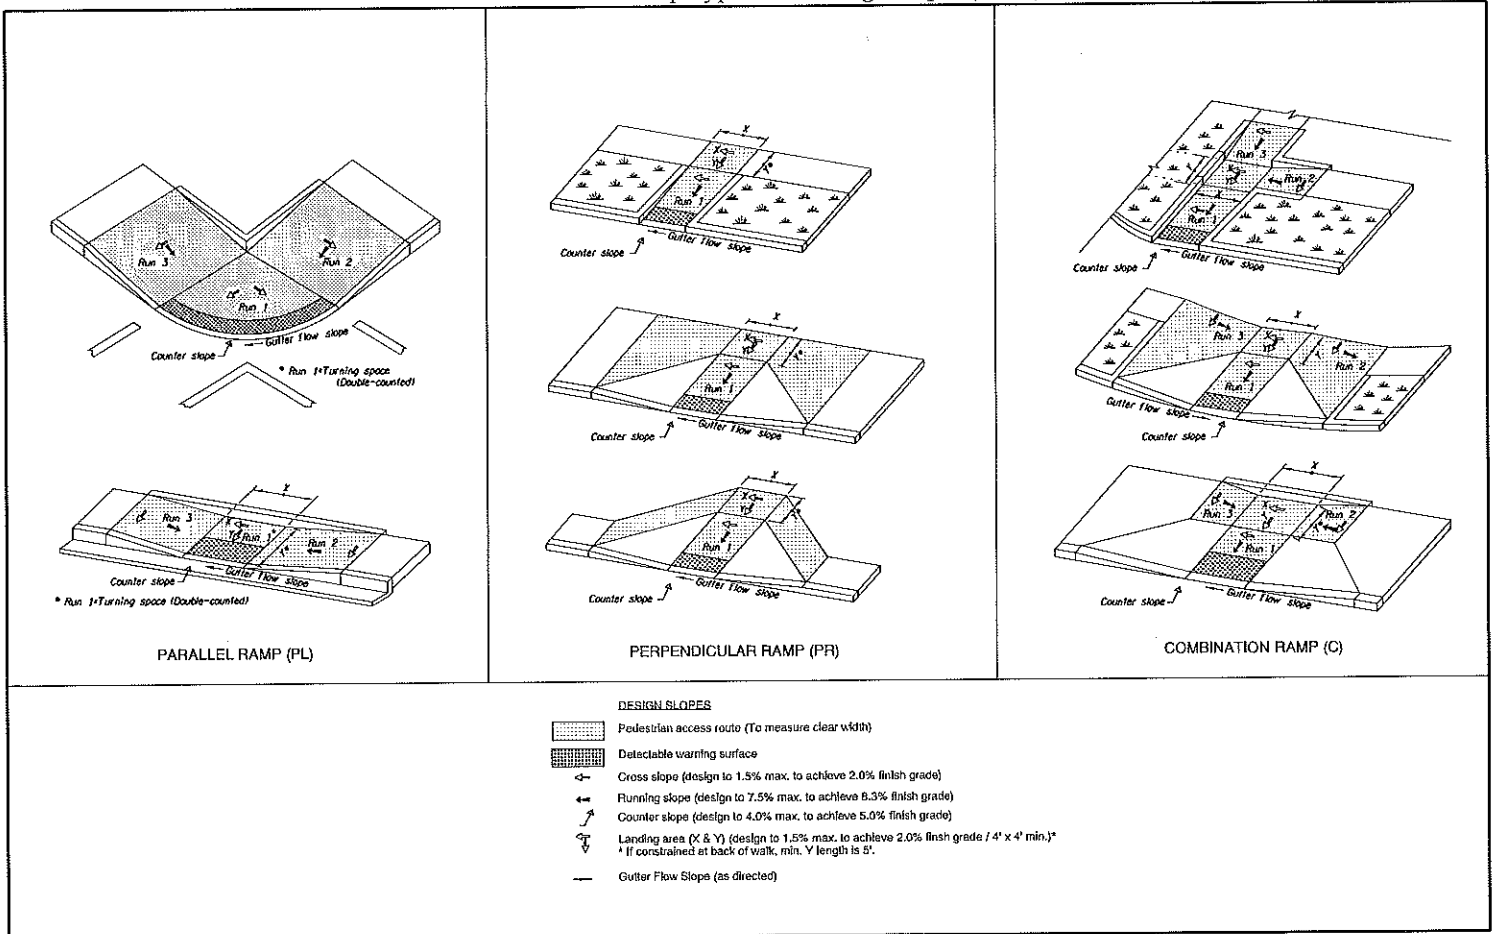 Run 3
Run 2
Run 1
Gutter flow slope
Counter slope
* Run 1=Turning space
(Double-counted)
X
Run 3
X
Y
Run 1*
Y*
Run 2
Gutter flow slope
Counter slope
* Run 1=Turning space (Double-counted)
PARALLEL RAMP (PL)
X
X
Y
Y*
Run 1
Gutter flow slope
Counter slope
X
X
Y
Y*
Run 1
Gutter flow slope
Counter slope
X
X
Y
Y*
Run 1
Gutter flow slope
Counter slope
PERPENDICULAR RAMP (PR)
Run 3
Y
X
Y
Run 2
X
Run 1
Gutter flow slope
Counter slope
X
Run 3
X
Y
Y
Run 2
Run 1
Gutter flow slope
Counter slope
X
Run 3
X
Y
Y*
Run 2
Run 1
Gutter flow slope
Counter slope
COMBINATION RAMP (C)
DESIGN SLOPES
Pedestrian access route (To measure clear width)
Detectable warning surface
Cross slope (design to 1.5% max. to achieve 2.0% finish grade)
Running slope (design to 7.5% max. to achieve 8.3% finish grade)
Counter slope (design to 4.0% max. to achieve 5.0% finish grade)
Landing area (X & Y) (design to 1.5% max. to achieve 2.0% finsh grade / 4' x 4' min.)*
* If constrained at back of walk, min. Y length is 5'.
Gutter Flow Slope (as directed)